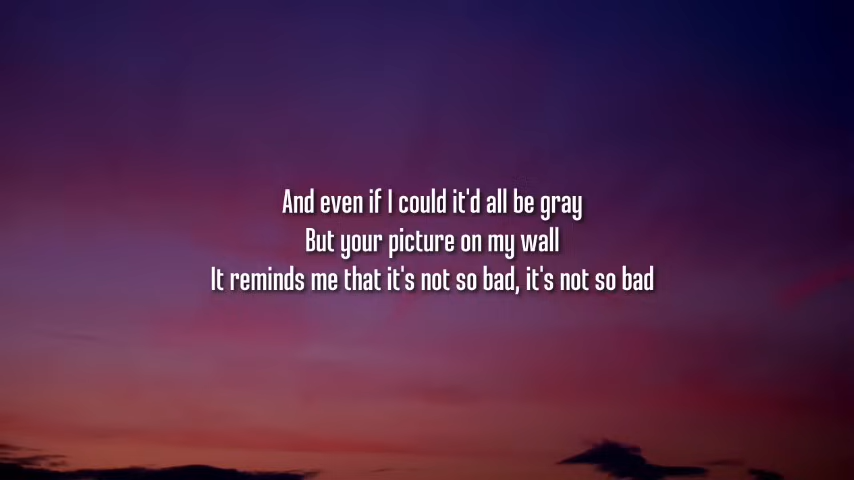 And even if I could it'd all be gray
But your picture on my wall
It reminds me that it's not so bad, it's not so bad